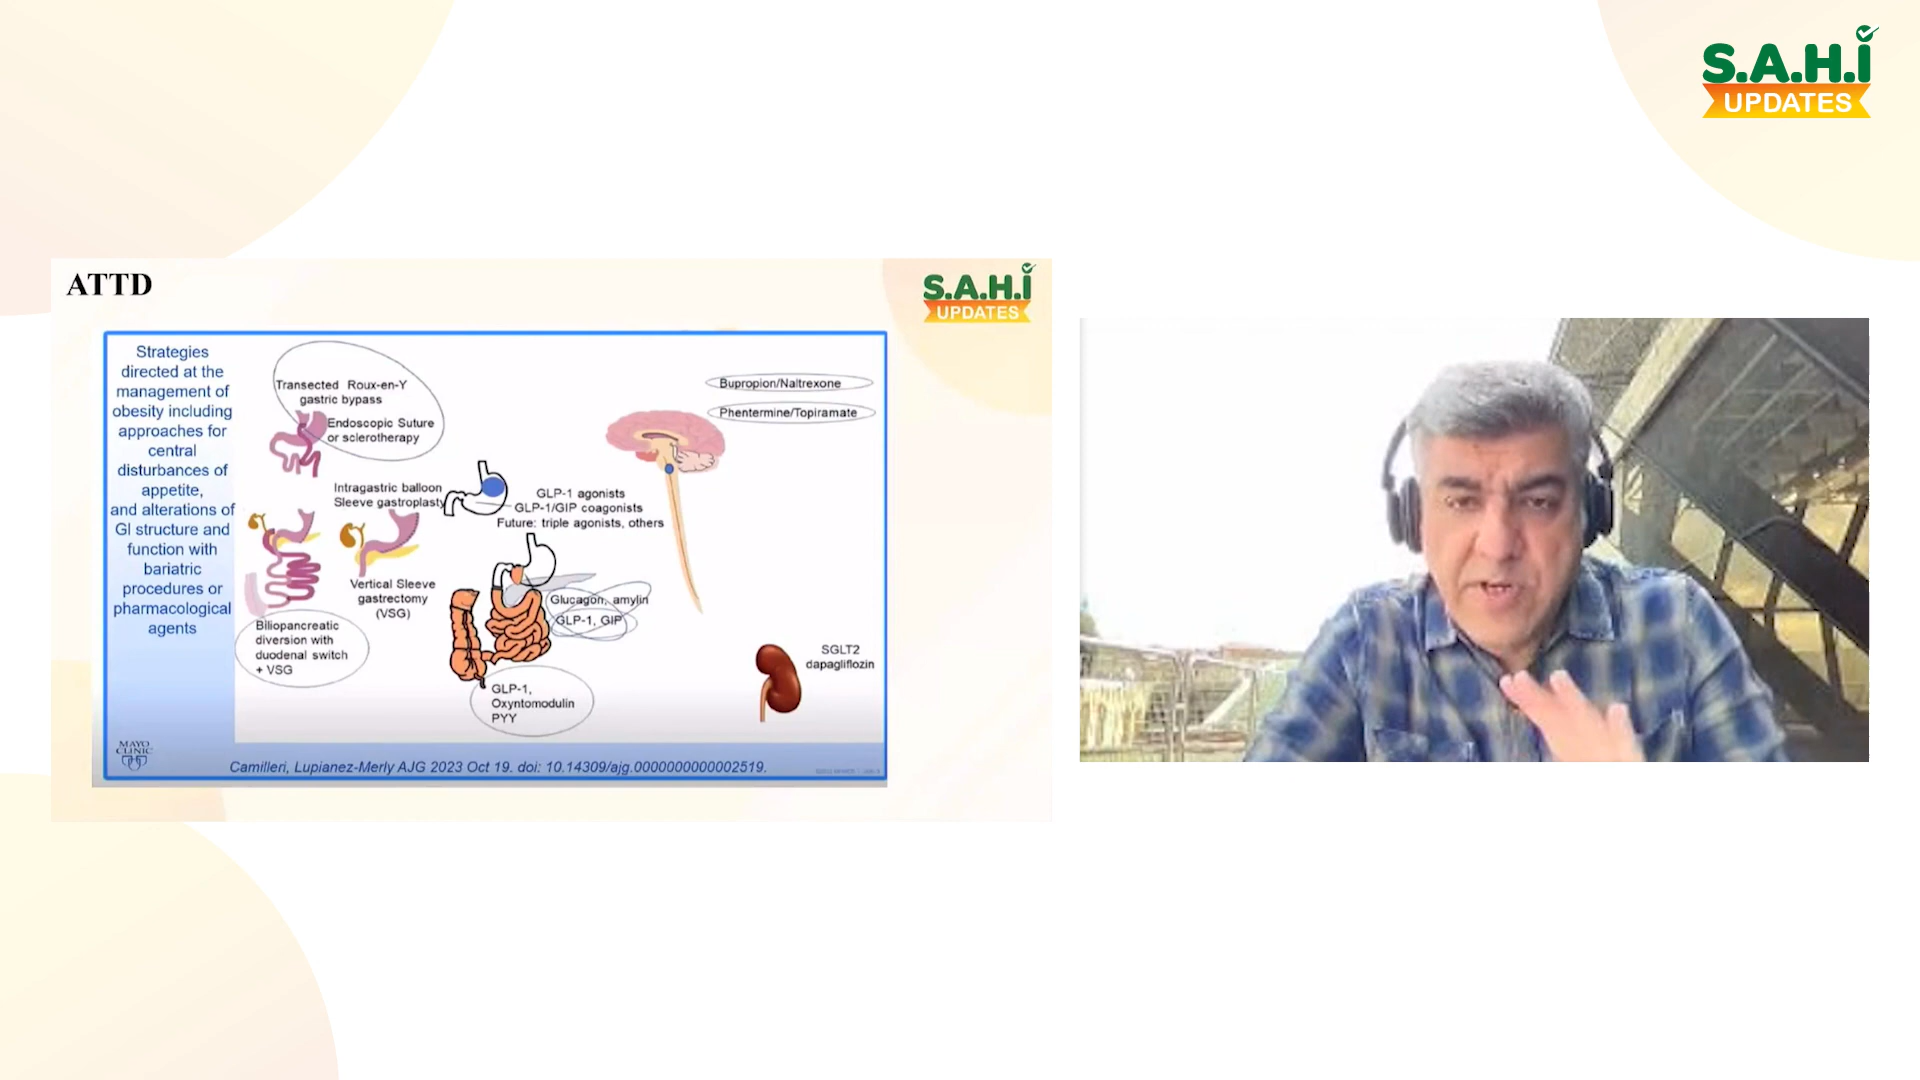 S.A.H.I
UPDATES
ATTD
S.A.H.I
UPDATES
Strategies
directed at the
management of
obesity including
approaches for
central
disturbances of
appetite,
and alterations of
GI structure and
function with
bariatric
procedures or
pharmacological
agents
Transected Roux-en-Y
gastric bypass
Endoscopic Suture
or sclerotherapy
Intragastric balloon
Sleeve gastroplasty
GLP-1 agonists
GLP-1/GIP coagonists
Future: triple agonists, others
Bupropion/Naltrexone
Phentermine/Topiramate
Vertical Sleeve
gastrectomy
(VSG)
Biliopancreatic
diversion with
duodenal switch
+ VSG
Glucagon, amylin
GLP-1, GIP
GLP-1,
Oxyntomodulin
PYY
SGLT2
dapagliflozin
MAYO
CLINIC
Camilleri, Lupianez-Merly AJG 2023 Oct 19. doi: 10.14309/ajg.0000000000002519.